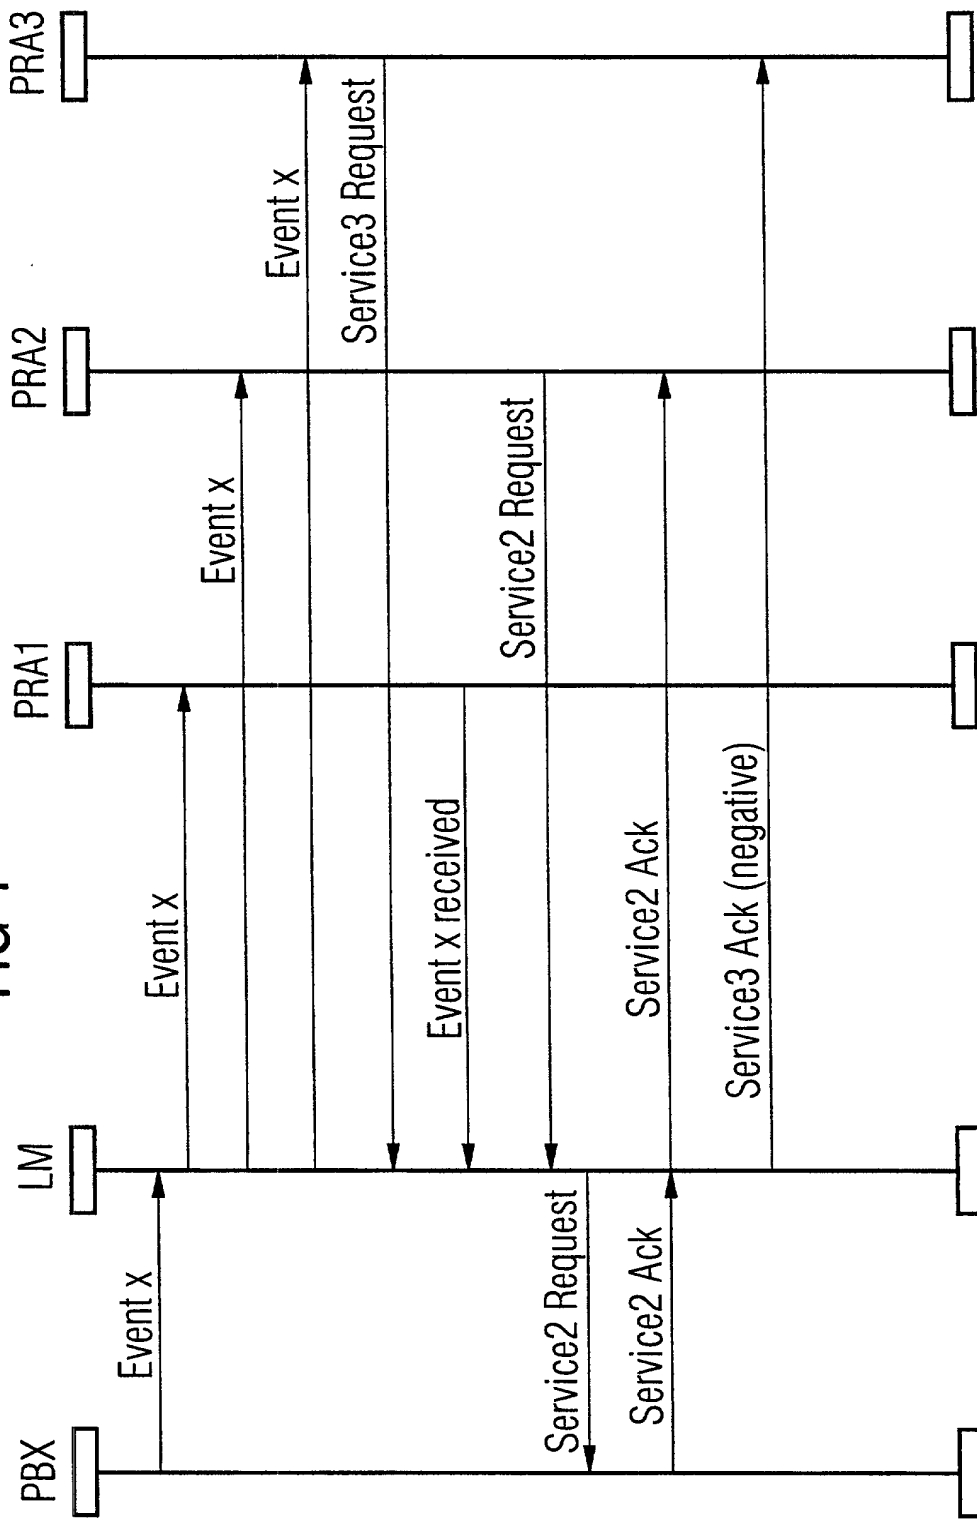 PBX
LM
PRA1
PRA2
PRA3
Event x
Event x
Event x
Event x
Service3 Request
Event x received
Service2 Request
Service2 Request
Service2 Ack
Service2 Ack
Service3 Ack (negative)